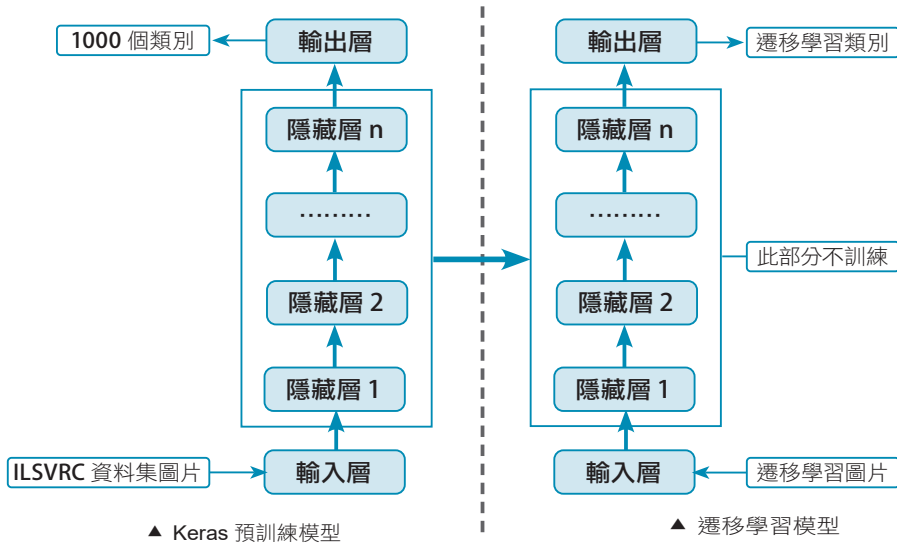 1000 個類別
輸出層
隱藏層 n
.........
隱藏層 2
隱藏層 1
ILSVRC 資料集圖片
輸入層
▲ Keras 預訓練模型
輸出層
遷移學習類別
隱藏層 n
.........
此部分不訓練
隱藏層 2
隱藏層 1
輸入層
遷移學習圖片
▲ 遷移學習模型